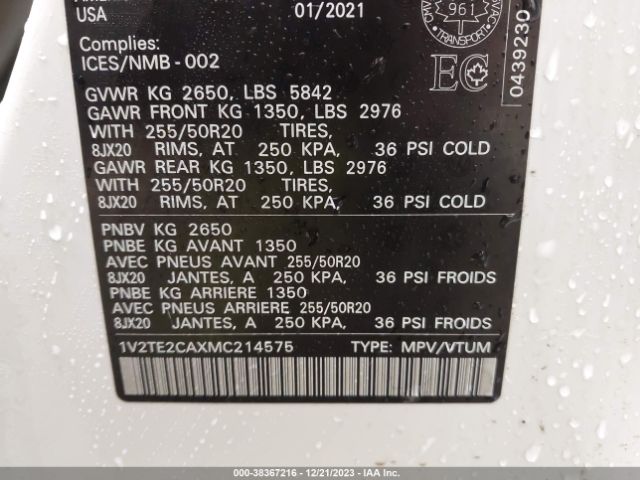 USA 01/2021
Complies:
ICES/NMB-002
961
TRANSPORT
EC
0439230
GVWR KG 2650, LBS 5842
GAWR FRONT KG 1350, LBS 2976
WITH 255/50R20 TIRES,
8JX20 RIMS, AT 250 KPA, 36 PSI COLD
GAWR REAR KG 1350, LBS 2976
WITH 255/50R20 TIRES,
8JX20 RIMS, AT 250 KPA, 36 PSI COLD
PNBV KG 2650
PNBE KG AVANT 1350
AVEC PNEUS AVANT 255/50R20
8JX20 JANTES, A 250 KPA, 36 PSI FROIDS
PNBE KG ARRIERE 1350
AVEC PNEUS ARRIERE 255/50R20
8JX20 JANTES, A 250 KPA, 36 PSI FROIDS
1V2TE2CAXMC214575 TYPE: MPV/VTUM
000-38367216 - 12/21/2023 - IAA Inc.